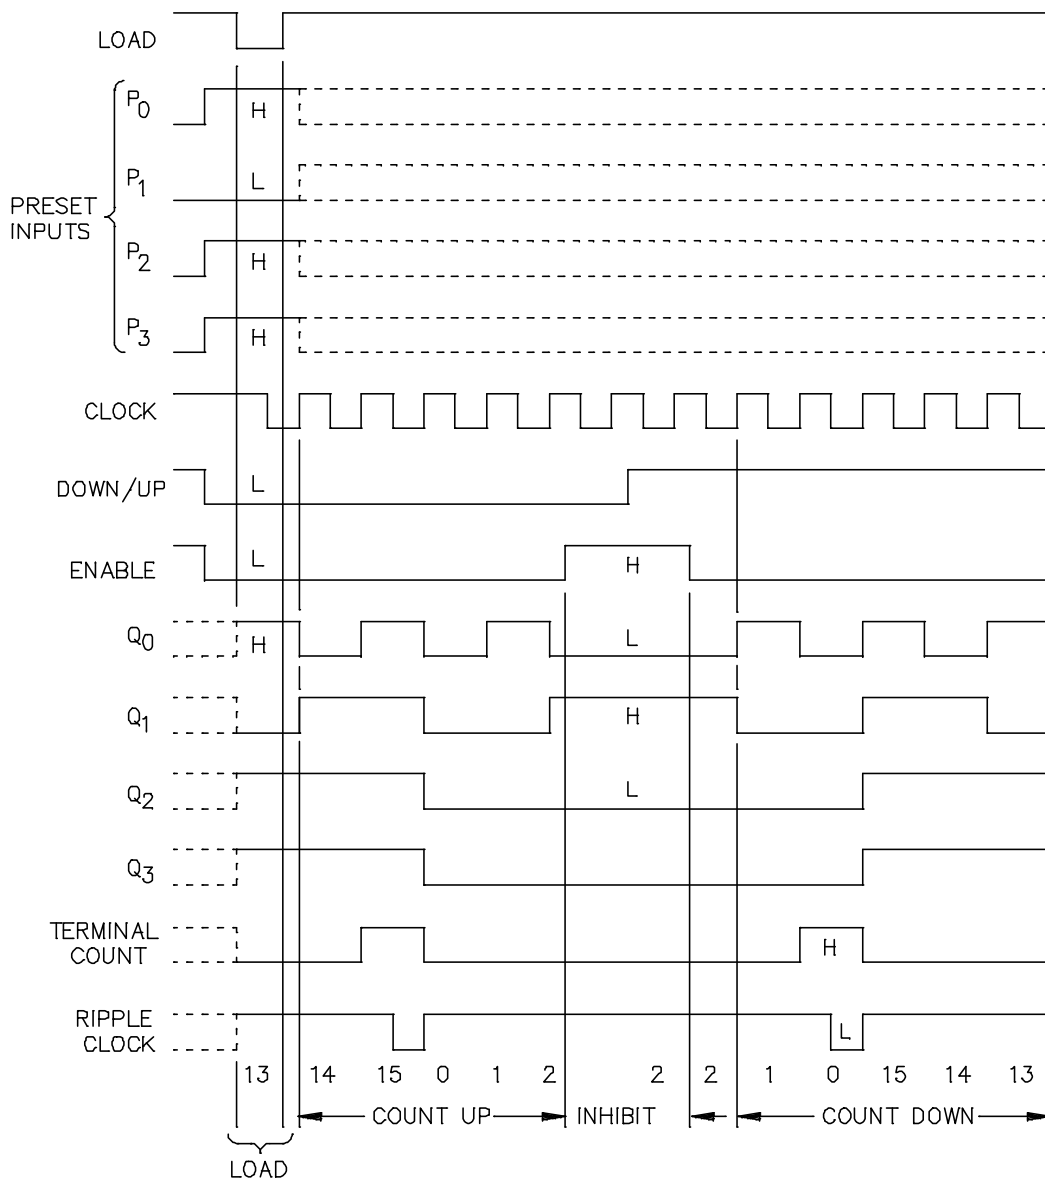 LOAD
P0 H
P1 L
PRESET
INPUTS
P2 H
P3 H
CLOCK
DOWN/UP L
ENABLE L H
Q0 H L
Q1 H
Q2 L
Q3
TERMINAL
COUNT H
RIPPLE
CLOCK L
13 14 15 0 1 2 2 2 1 0 15 14 13
COUNT UP INHIBIT COUNT DOWN
LOAD